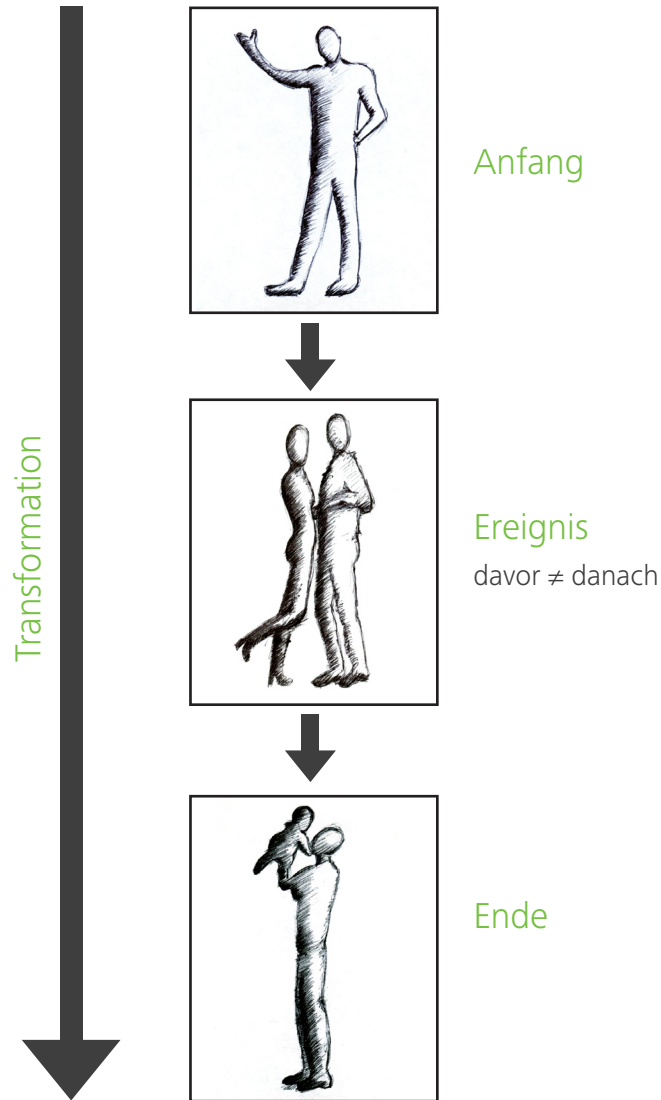 Transformation
Anfang
Ereignis
davor ≠ danach
Ende